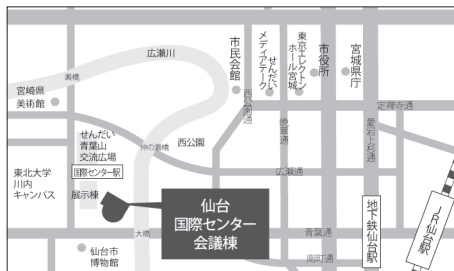 広瀬川
澱橋
宮崎県
美術館
市民会館
せんだい
メディアテーク
東京エレクトロン
ホール宮城
市役所
宮城県庁
定禅寺通
西公園通
晩翠通
せんだい
青葉山
交流広場
仲の瀬橋
西公園
国際センター駅
広瀬通
東北大学
川内
キャンパス
展示棟
仙台
国際センター
会議棟
地下鉄仙台駅
JR仙台駅
大橋
青葉通
仙台市
博物館
南町通